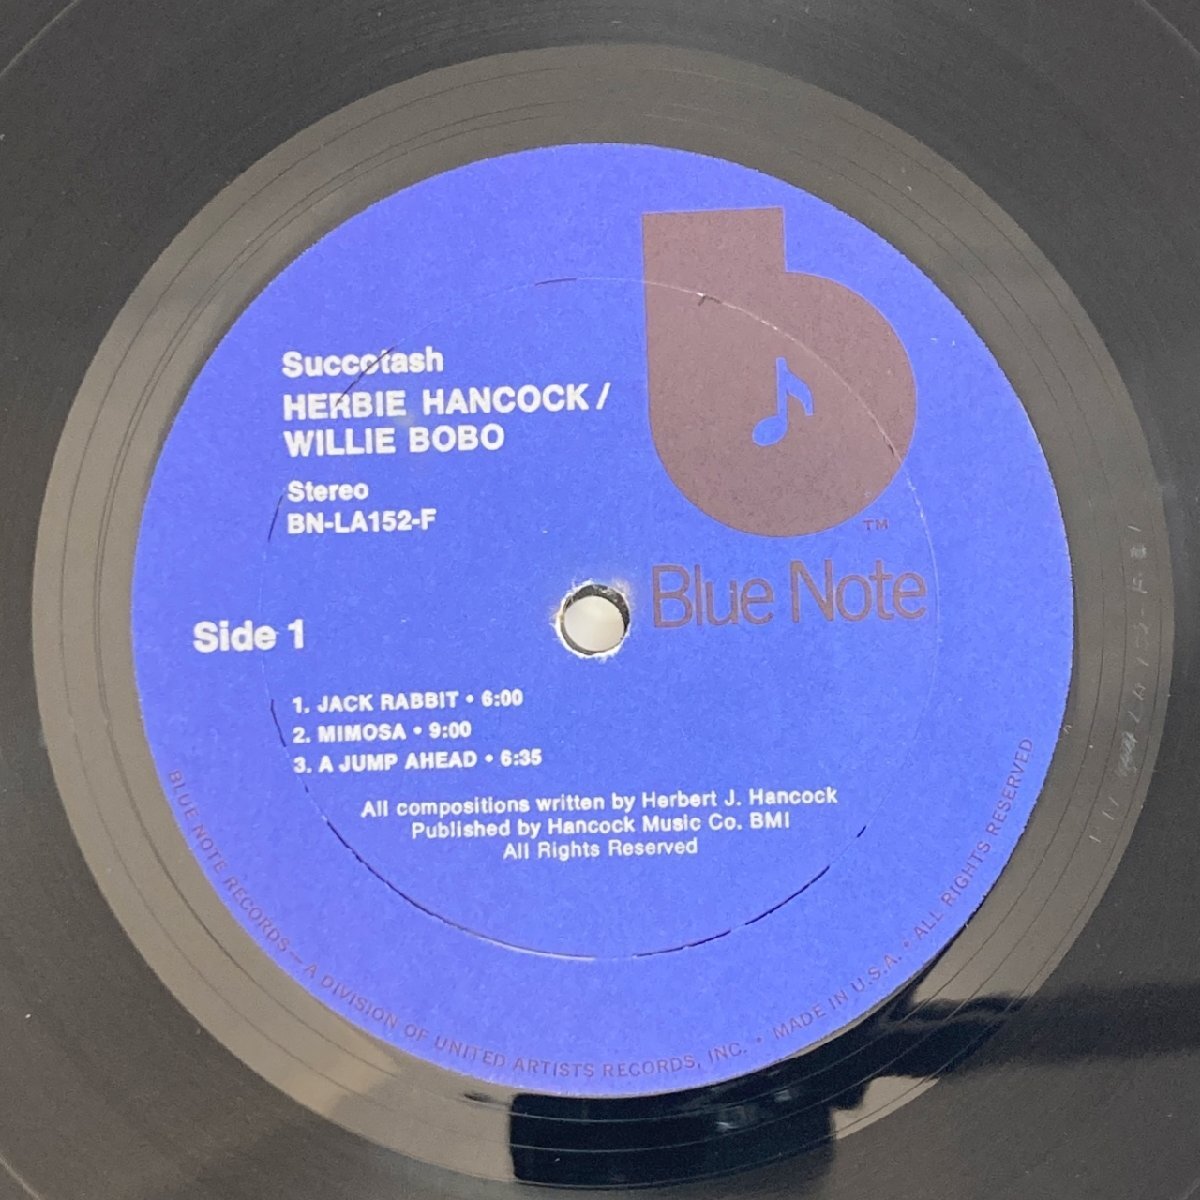 Succotash
HERBIE HANCOCK /
WILLIE BOBO
Stereo
BN-LA152-F
TM
Blue Note
Side 1
1. JACK RABBIT • 6:00
2. MIMOSA • 9:00
3. A JUMP AHEAD • 6:35
All compositions written by Herbert J. Hancock
Published by Hancock Music Co. BMI
All Rights Reserved
BLUE NOTE RECORDS — A DIVISION OF UNITED ARTISTS RECORDS, INC. • MADE IN U.S.A. • ALL RIGHTS RESERVED